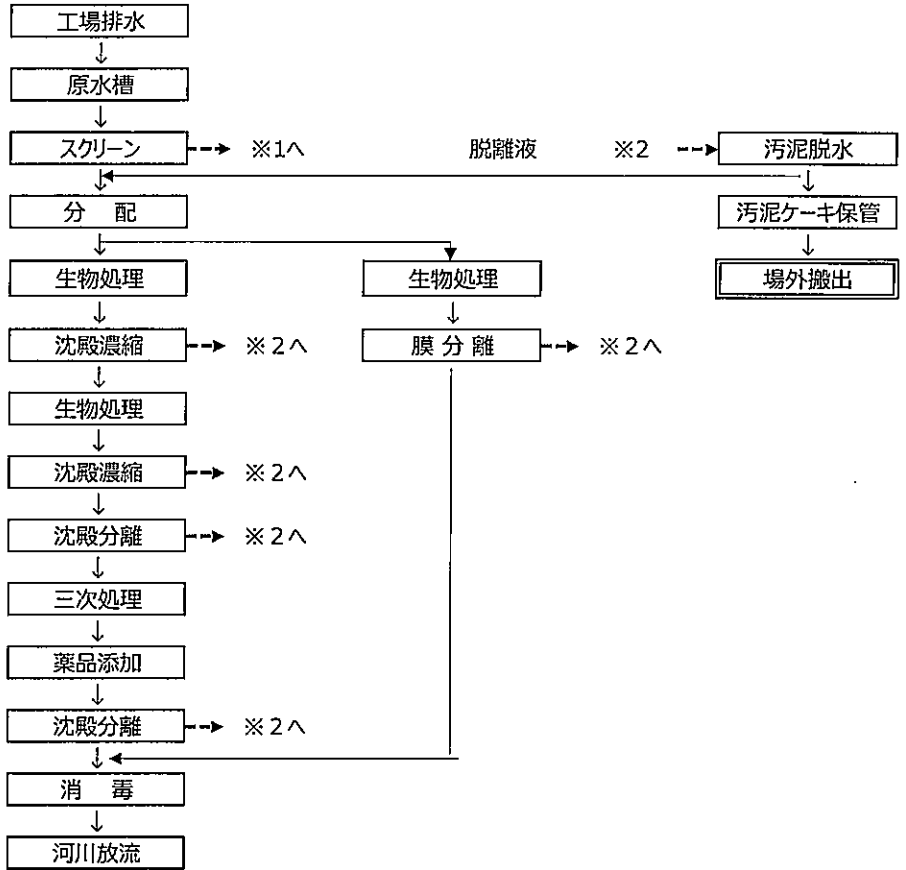 工場排水
原水槽
スクリーン ※1へ 脱離液 ※2 汚泥脱水
分 配 汚泥ケーキ保管
生物処理 生物処理 場外搬出
沈殿濃縮 ※2へ 膜分離 ※2へ
生物処理
沈殿濃縮 ※2へ
沈殿分離 ※2へ
三次処理
薬品添加
沈殿分離 ※2へ
消 毒
河川放流